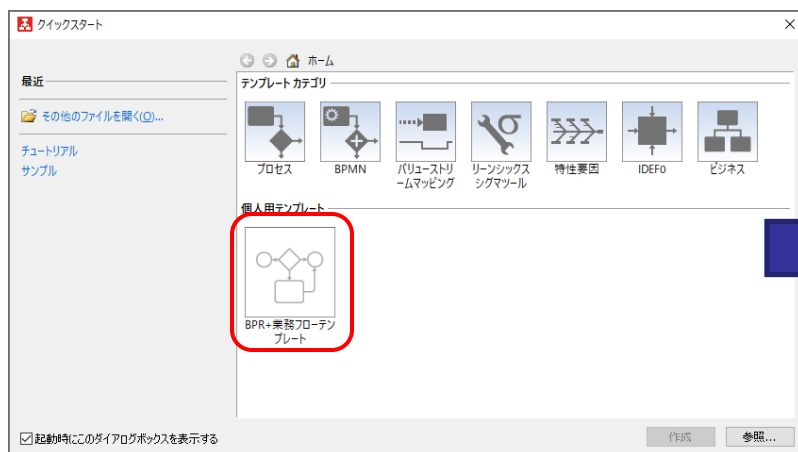 クイックスタート
ホーム
最近
その他のファイルを開く(O)...
チュートリアル
サンプル
テンプレート カテゴリ
プロセス
BPMN
バリューストリ
ームマッピング
リーンシックス
シグマツール
特性要因
IDEF0
ビジネス
個人用テンプレート
BPR+業務フローテン
プレート
起動時にこのダイアログボックスを表示する
作成
参照...